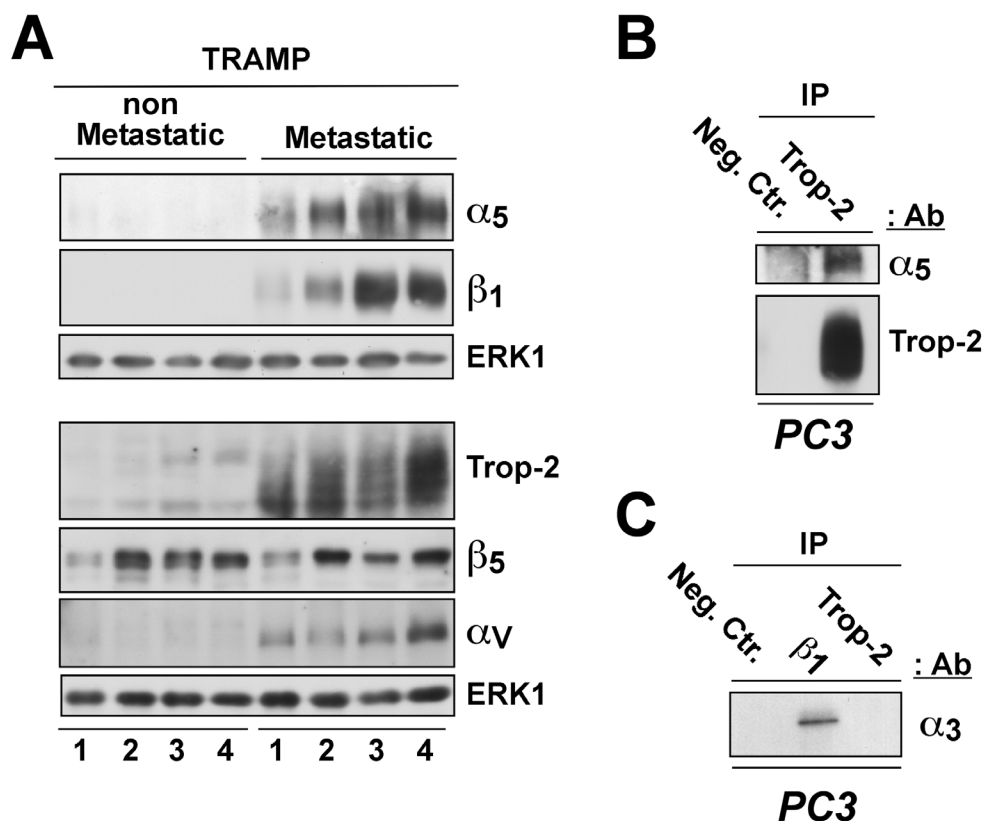 A
TRAMP
non
Metastatic
Metastatic
α5
β1
ERK1
Trop-2
β5
αV
ERK1
1 2 3 4 1 2 3 4
B
IP
Neg. Ctr.
Trop-2
: Ab
α5
Trop-2
PC3
C
IP
Neg. Ctr.
β1
Trop-2
: Ab
α3
PC3